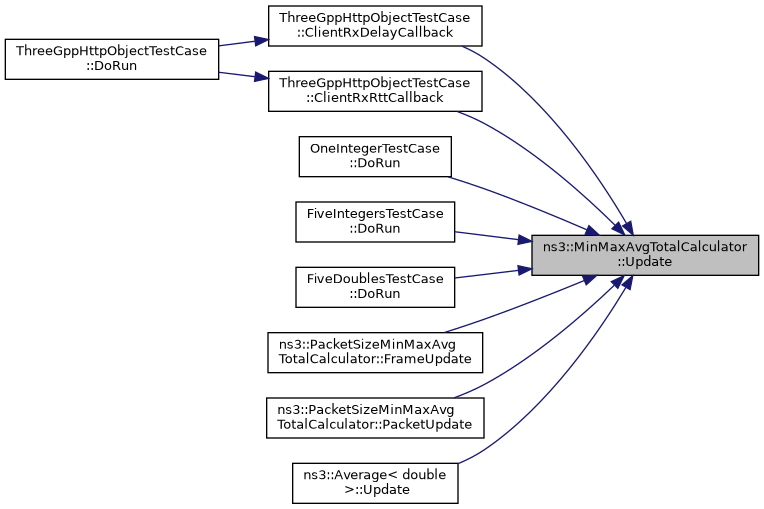 ThreeGppHttpObjectTestCase
::ClientRxDelayCallback
ThreeGppHttpObjectTestCase
::DoRun
ThreeGppHttpObjectTestCase
::ClientRxRttCallback
OneIntegerTestCase
::DoRun
FiveIntegersTestCase
::DoRun
ns3::MinMaxAvgTotalCalculator
::Update
FiveDoublesTestCase
::DoRun
ns3::PacketSizeMinMaxAvg
TotalCalculator::FrameUpdate
ns3::PacketSizeMinMaxAvg
TotalCalculator::PacketUpdate
ns3::Average< double
>::Update